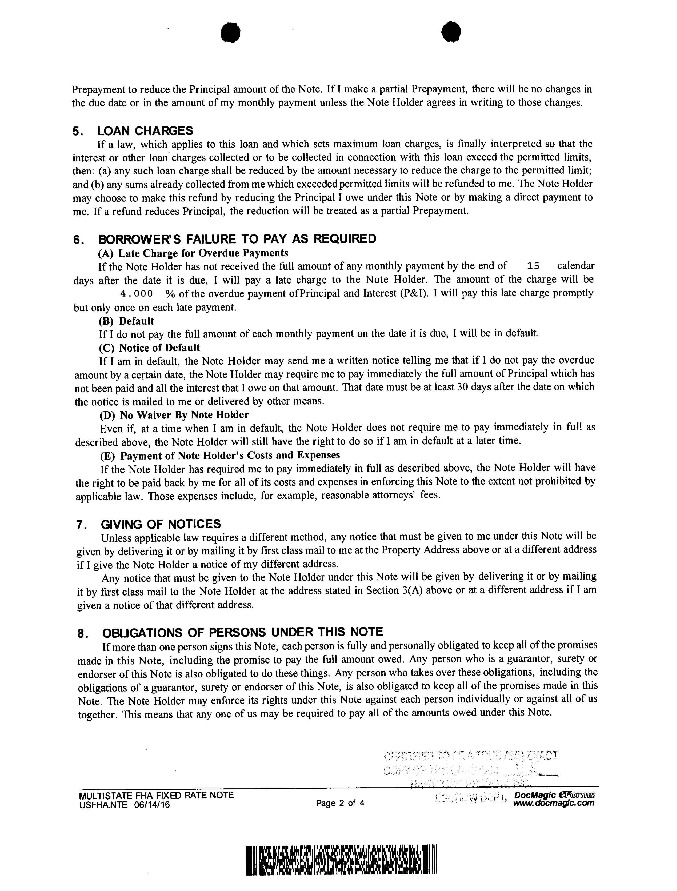 Prepayment to reduce the Principal amount of the Note. If I make a partial Prepayment, there will be no changes in
the due date or in the amount of my monthly payment unless the Note Holder agrees in writing to those changes.
5. LOAN CHARGES
If a law, which applies to this loan and which sets maximum loan charges, is finally interpreted so that the
interest or other loan charges collected or to be collected in connection with this loan exceed the permitted limits,
then: (a) any such loan charge shall be reduced by the amount necessary to reduce the charge to the permitted limit;
and (b) any sums already collected from me which exceeded permitted limits will be refunded to me. The Note Holder
may choose to make this refund by reducing the Principal I owe under this Note or by making a direct payment to
me. If a refund reduces Principal, the reduction will be treated as a partial Prepayment.
6. BORROWER'S FAILURE TO PAY AS REQUIRED
(A) Late Charge for Overdue Payments
If the Note Holder has not received the full amount of any monthly payment by the end of 15 calendar
days after the date it is due, I will pay a late charge to the Note Holder. The amount of the charge will be
4.000 % of the overdue payment of Principal and Interest (P&I). I will pay this late charge promptly
but only once on each late payment.
(B) Default
If I do not pay the full amount of each monthly payment on the date it is due, I will be in default.
(C) Notice of Default
If I am in default, the Note Holder may send me a written notice telling me that if I do not pay the overdue
amount by a certain date, the Note Holder may require me to pay immediately the full amount of Principal which has
not been paid and all the interest that I owe on that amount. That date must be at least 30 days after the date on which
the notice is mailed to me or delivered by other means.
(D) No Waiver By Note Holder
Even if, at a time when I am in default, the Note Holder does not require me to pay immediately in full as
described above, the Note Holder will still have the right to do so if I am in default at a later time.
(E) Payment of Note Holder's Costs and Expenses
If the Note Holder has required me to pay immediately in full as described above, the Note Holder will have
the right to be paid back by me for all of its costs and expenses in enforcing this Note to the extent not prohibited by
applicable law. Those expenses include, for example, reasonable attorneys' fees.
7. GIVING OF NOTICES
Unless applicable law requires a different method, any notice that must be given to me under this Note will be
given by delivering it or by mailing it by first class mail to me at the Property Address above or at a different address
if I give the Note Holder a notice of my different address.
Any notice that must be given to the Note Holder under this Note will be given by delivering it or by mailing
it by first class mail to the Note Holder at the address stated in Section 3(A) above or at a different address if I am
given a notice of that different address.
8. OBLIGATIONS OF PERSONS UNDER THIS NOTE
If more than one person signs this Note, each person is fully and personally obligated to keep all of the promises
made in this Note, including the promise to pay the full amount owed. Any person who is a guarantor, surety or
endorser of this Note is also obligated to do these things. Any person who takes over these obligations, including the
obligations of a guarantor, surety or endorser of this Note, is also obligated to keep all of the promises made in this
Note. The Note Holder may enforce its rights under this Note against each person individually or against all of us
together. This means that any one of us may be required to pay all of the amounts owed under this Note.
MULTISTATE FHA FIXED RATE NOTE
USFHA.NTE 06/14/16
Page 2 of 4
DocMagic
www.docmagic.com